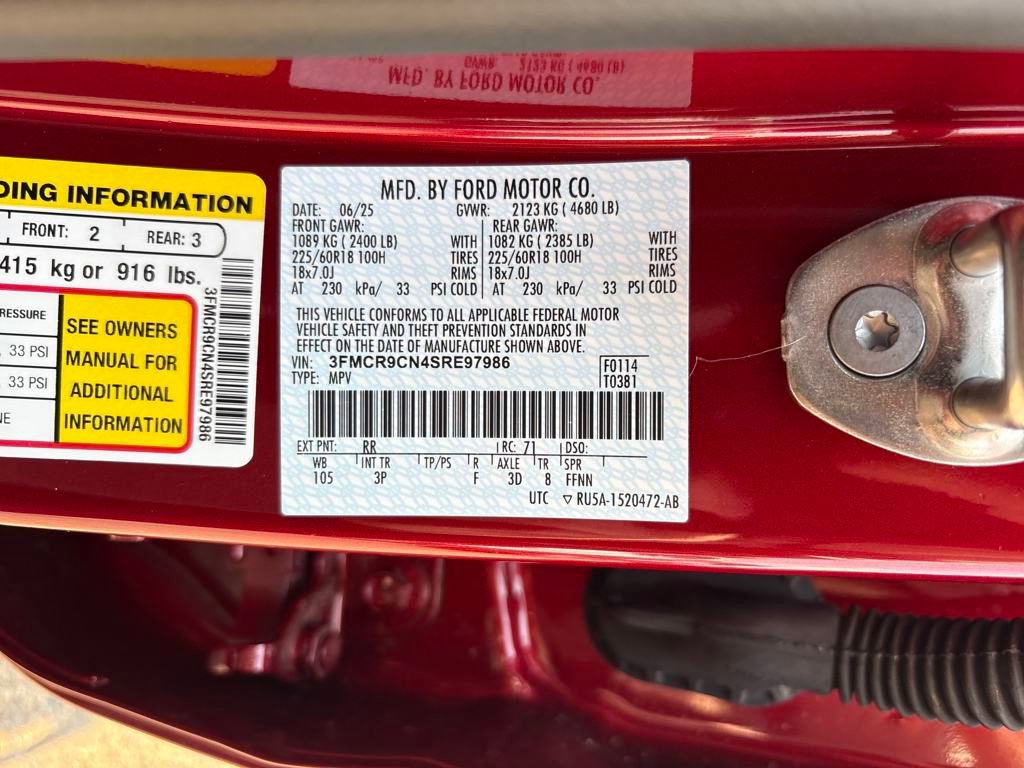 DING INFORMATION
FRONT: 2 REAR: 3
415 kg or 916 lbs.
RESSURE
33 PSI
33 PSI
NE
SEE OWNERS
MANUAL FOR
ADDITIONAL
INFORMATION
3FMCR9CN4SRE97986
MFD. BY FORD MOTOR CO.
DATE: 06/25 GVWR: 2123 KG ( 4680 LB)
FRONT GAWR: REAR GAWR:
1089 KG ( 2400 LB) WITH 1082 KG ( 2385 LB) WITH
225/60R18 100H TIRES 225/60R18 100H TIRES
18x7.0J RIMS 18x7.0J RIMS
AT 230 kPa/ 33 PSI COLD AT 230 kPa/ 33 PSI COLD
THIS VEHICLE CONFORMS TO ALL APPLICABLE FEDERAL MOTOR
VEHICLE SAFETY AND THEFT PREVENTION STANDARDS IN
EFFECT ON THE DATE OF MANUFACTURE SHOWN ABOVE.
VIN: 3FMCR9CN4SRE97986 F0114
TYPE: MPV T0381
EXT PNT: RR RC: 71 DSO:
WB INT TR TP/PS R AXLE TR SPR
105 3P F 3D 8 FFNN
UTC ▽ RU5A-1520472-AB